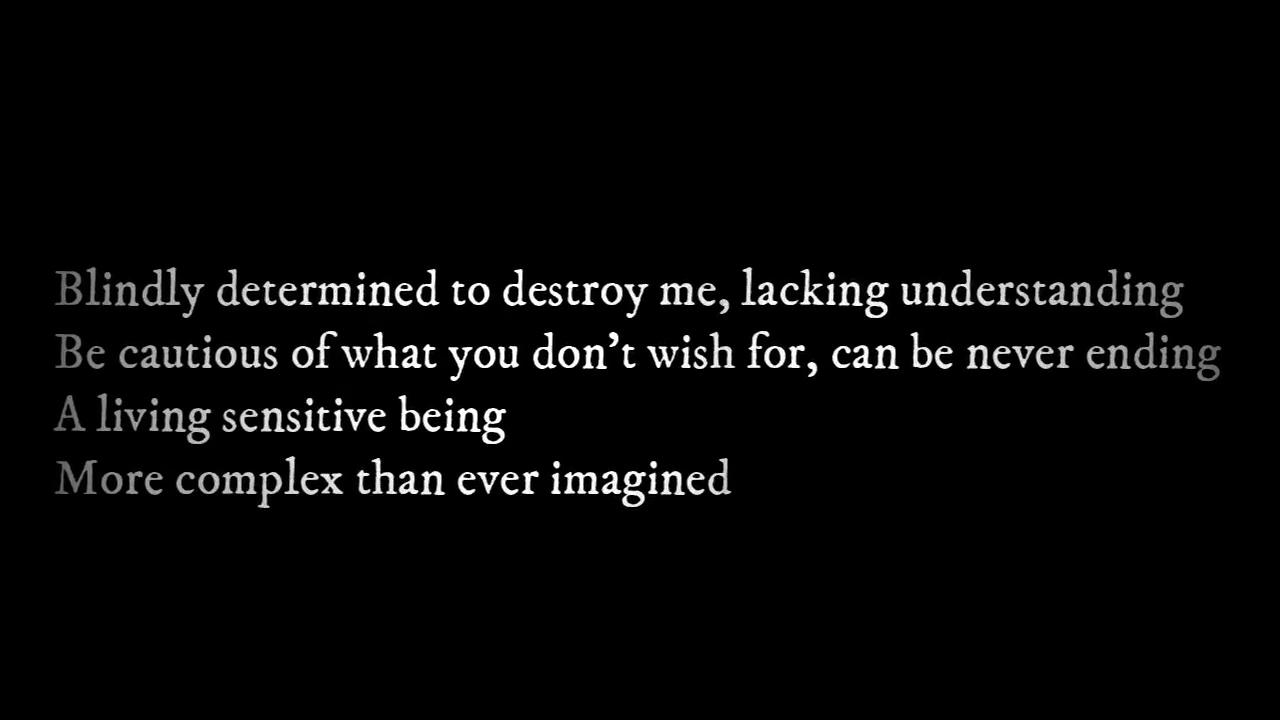 Blindly determined to destroy me, lacking understanding
Be cautious of what you don’t wish for, can be never ending
A living sensitive being
More complex than ever imagined